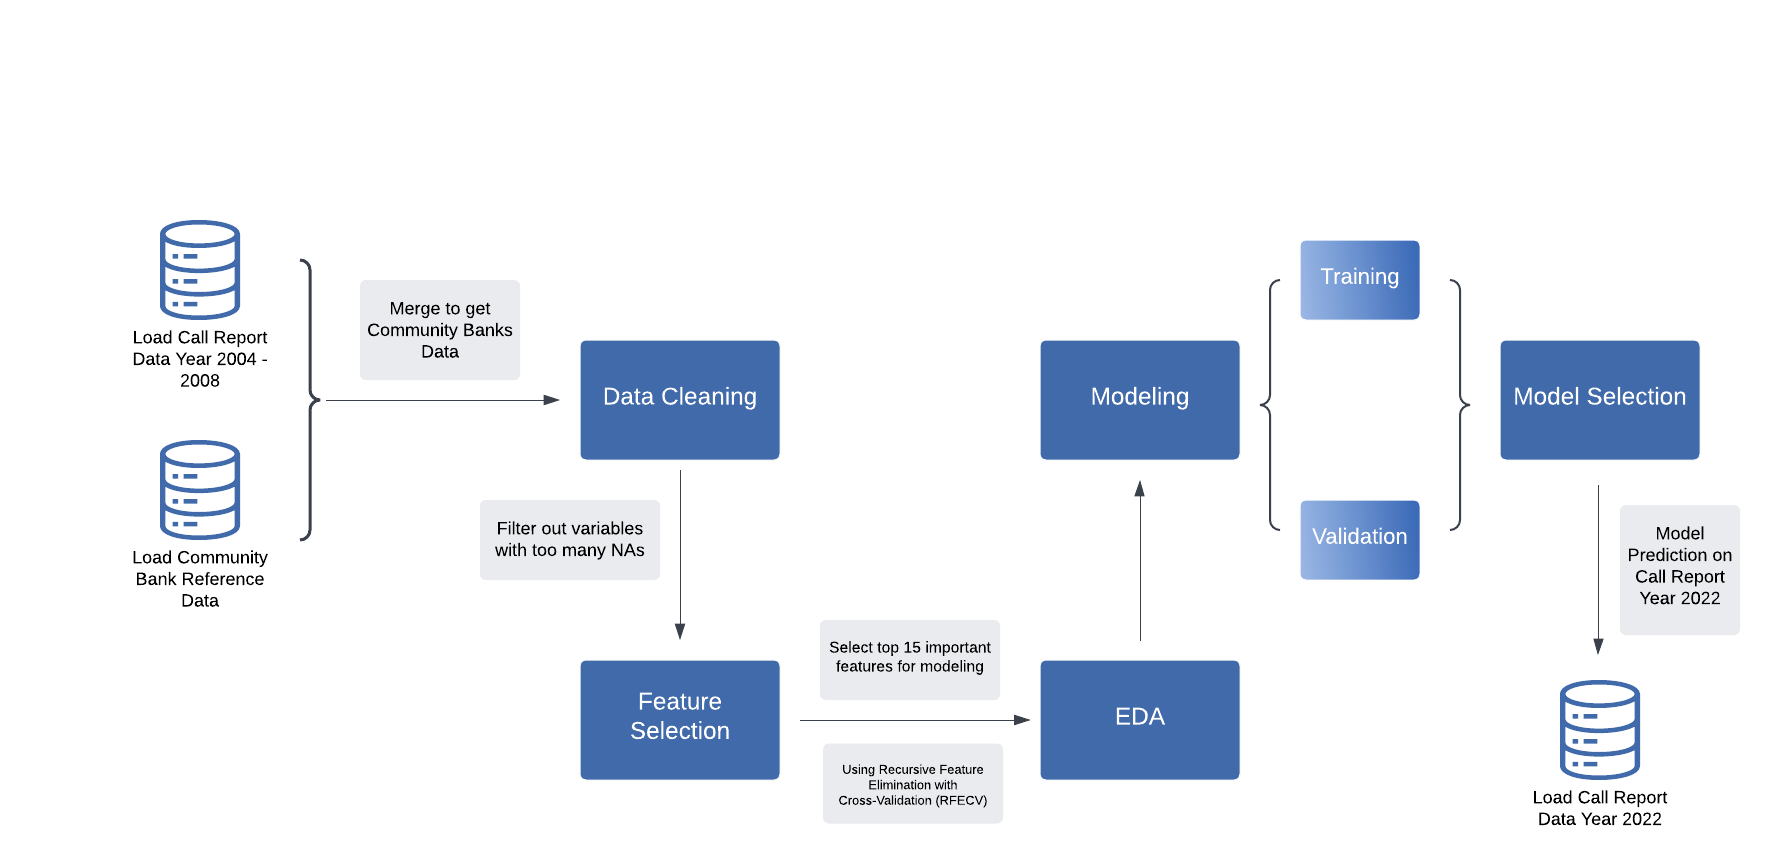 Load Call Report
Data Year 2004 -
2008
Load Community
Bank Reference
Data
Merge to get
Community Banks
Data
Data Cleaning
Filter out variables
with too many NAs
Feature
Selection
Select top 15 important
features for modeling
Using Recursive Feature
Elimination with
Cross-Validation (RFECV)
EDA
Modeling
Training
Validation
Model Selection
Model
Prediction on
Call Report
Year 2022
Load Call Report
Data Year 2022